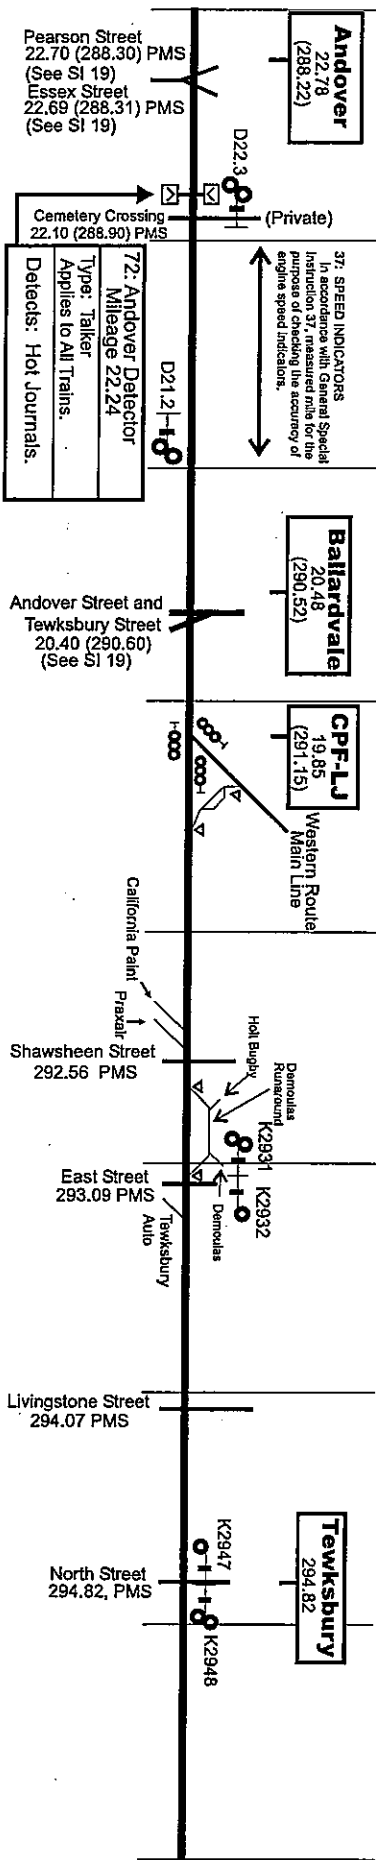 Andover
22.78
(288.22)
Pearson Street
22.70 (288.30) PMS
(See SI 19)
Essex Street
22.69 (288.31) PMS
(See SI 19)
D22.3
(Private)
Cemetery Crossing
22.10 (288.90) PMS
72: Andover Detector
Mileage 22.24
Type: Talker
Applies to All Trains.
Detects: Hot Journals.
37: SPEED INDICATORS
In accordance with General Special
Instruction 37, measured mile for the
purpose of checking the accuracy of
engine speed indicators.
D21.2
Ballardvale
20.48
(290.52)
Andover Street and
Tewksbury Street
20.40 (290.60)
(See SI 19)
CPF-LJ
19.85
(291.15)
Western Route
Main Line
California Paint
Praxair
Shawsheen Street
292.56 PMS
Holt Bugby
Demoulas
Runaround
K2931
K2932
East Street
293.09 PMS
Demoulas
Tewksbury
Auto
Livingstone Street
294.07 PMS
Tewksbury
294.82
K2947
North Street
294.82, PMS
K2948